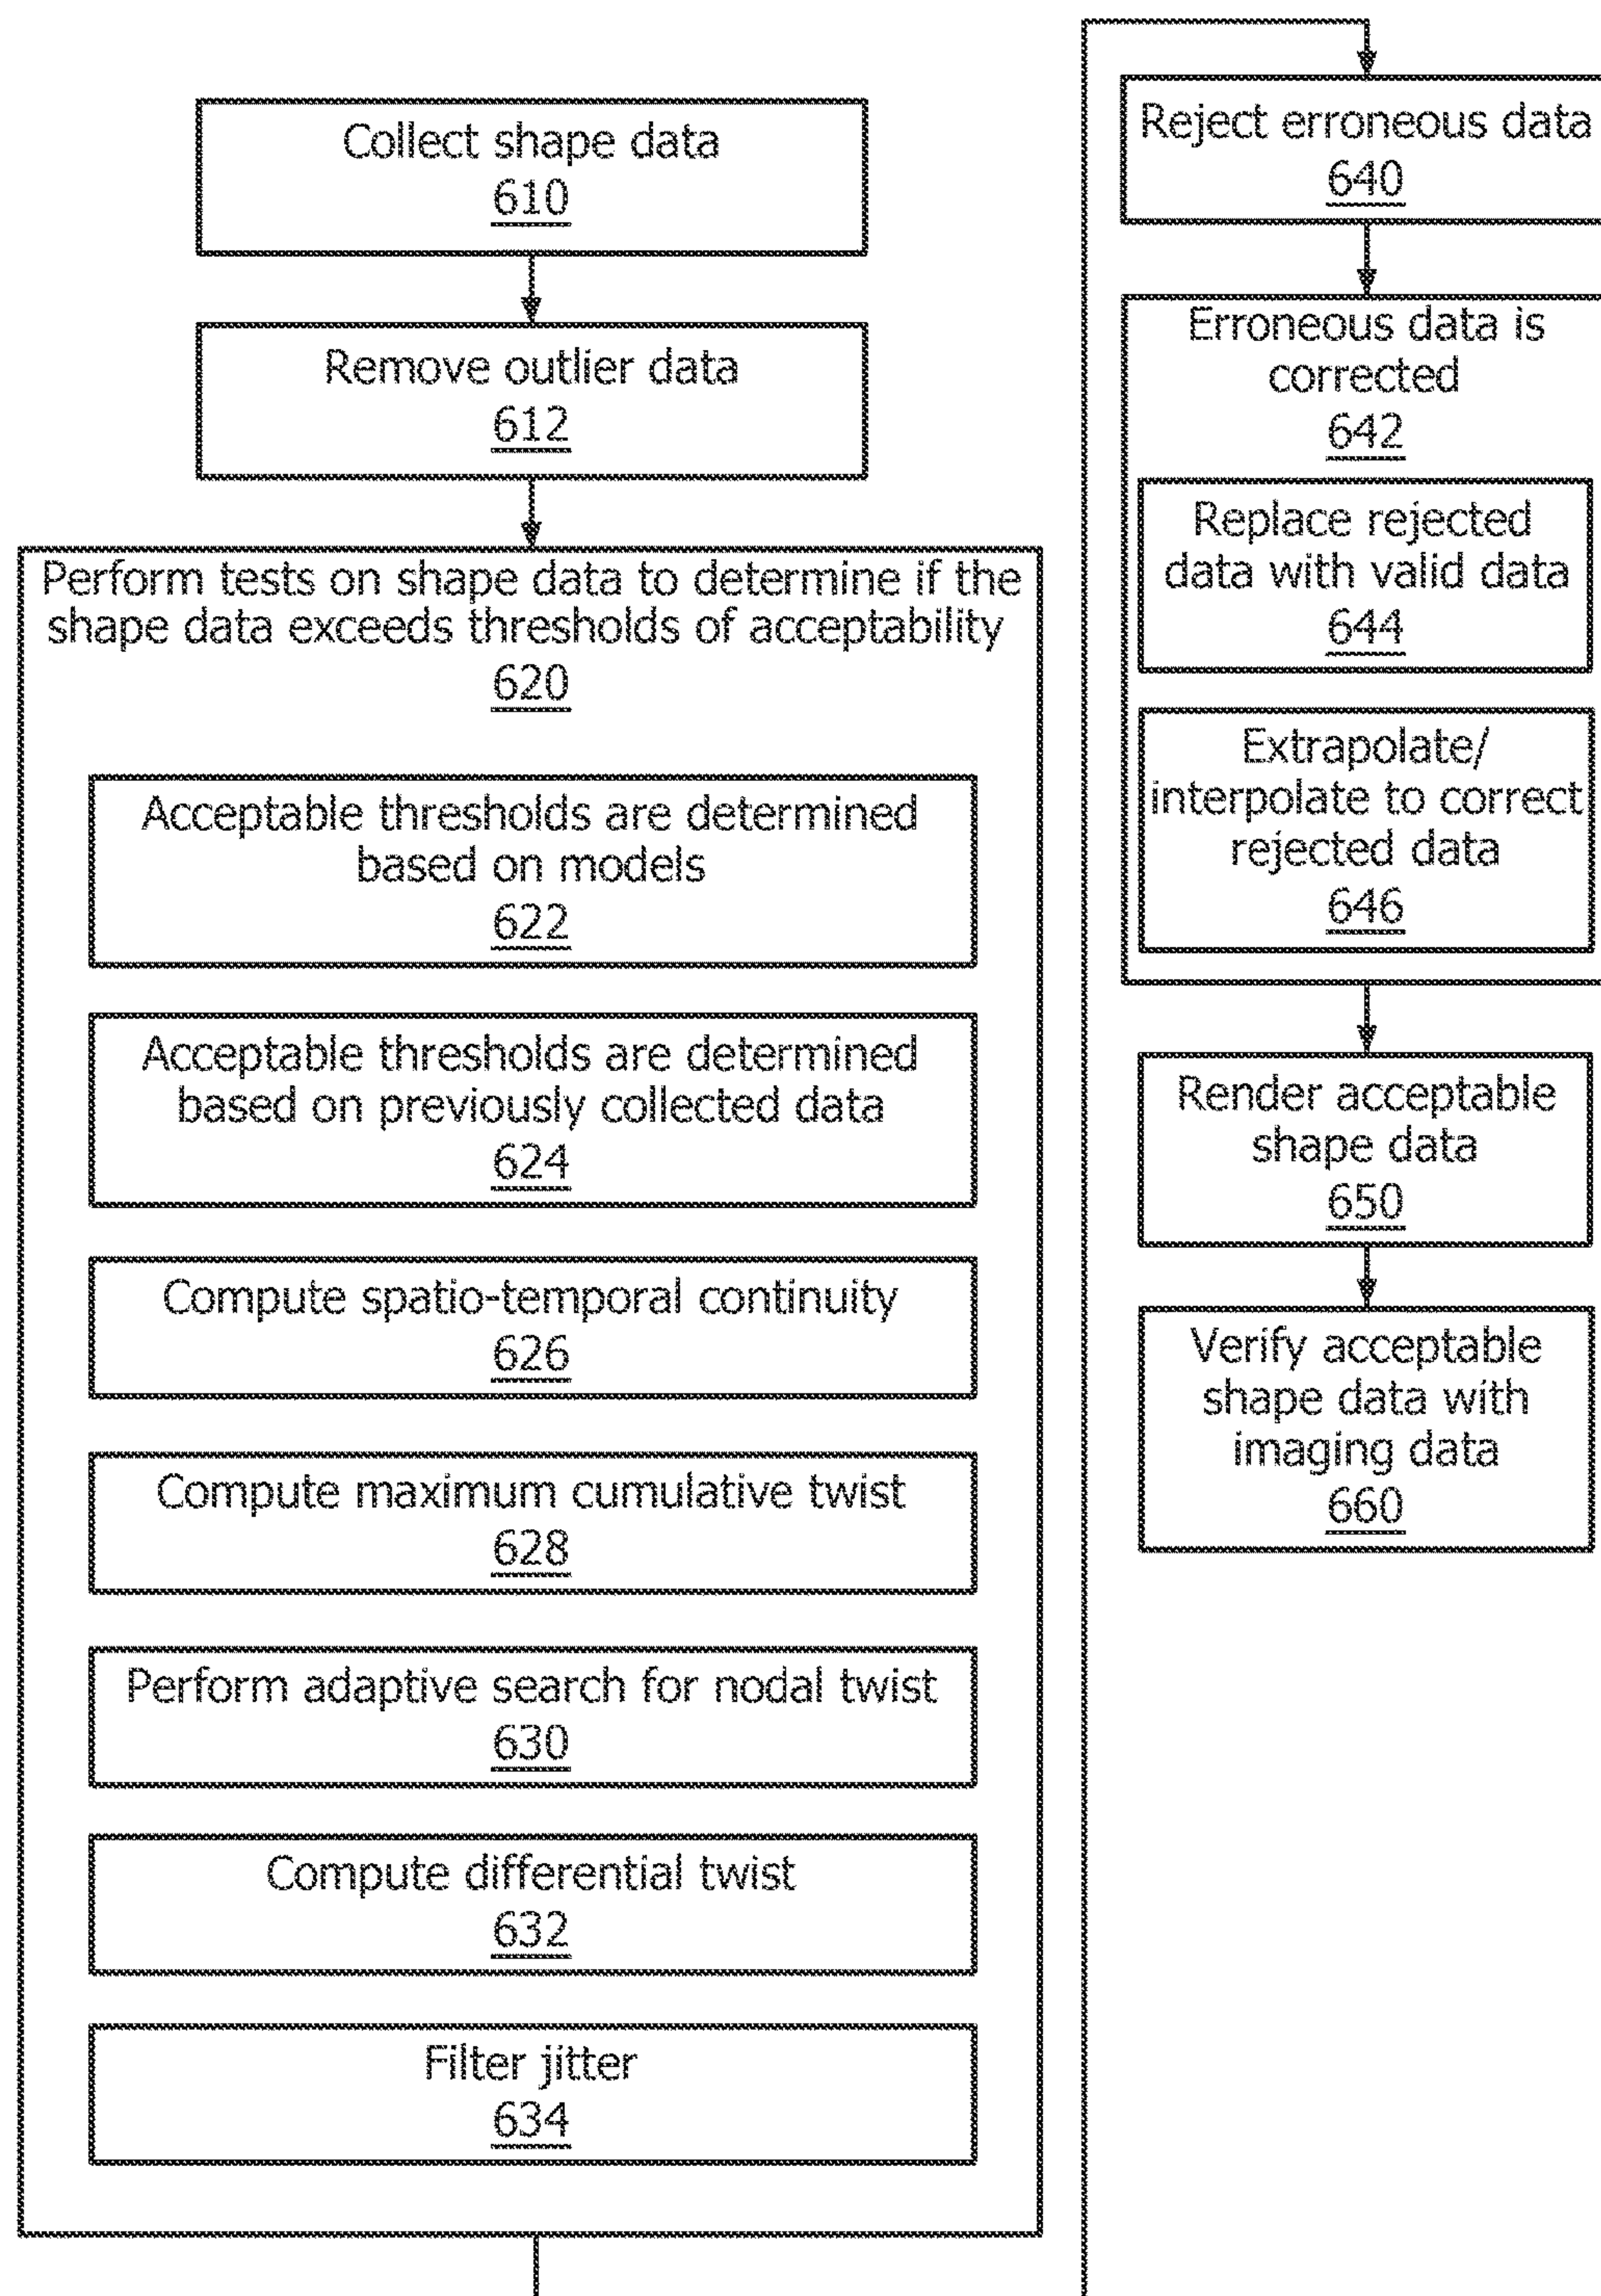 Collect shape data
610
Remove outlier data
612
Perform tests on shape data to determine if the
shape data exceeds thresholds of acceptability
620
Acceptable thresholds are determined
based on models
622
Acceptable thresholds are determined
based on previously collected data
624
Compute spatio-temporal continuity
626
Compute maximum cumulative twist
628
Perform adaptive search for nodal twist
630
Compute differential twist
632
Filter jitter
634
Reject erroneous data
640
Erroneous data is
corrected
642
Replace rejected
data with valid data
644
Extrapolate/
interpolate to correct
rejected data
646
Render acceptable
shape data
650
Verify acceptable
shape data with
imaging data
660